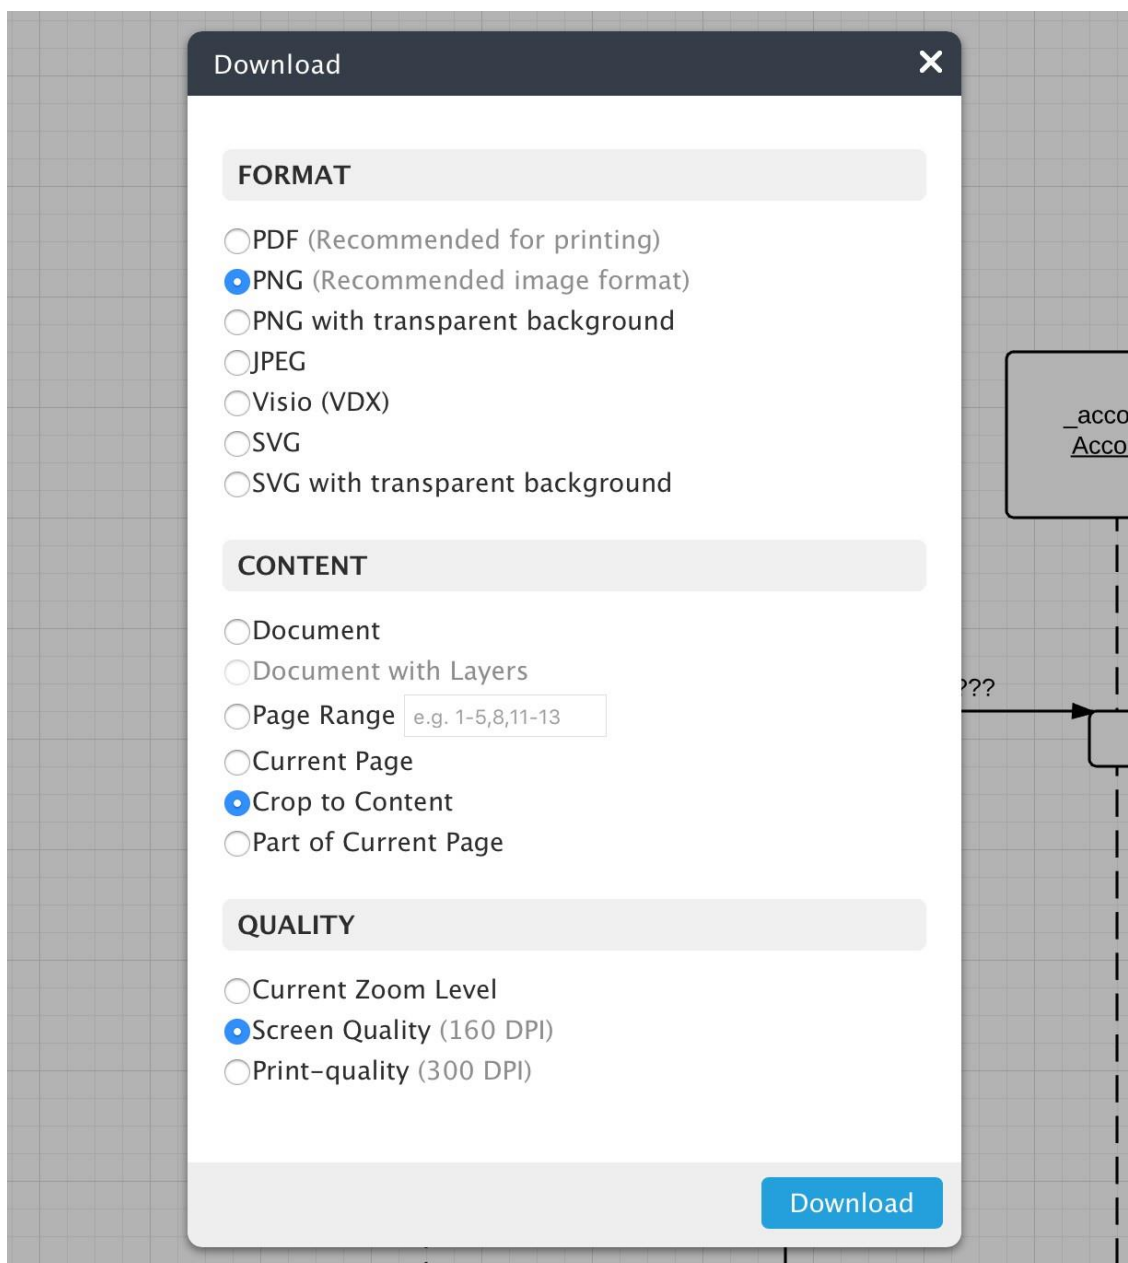 Download
FORMAT
PDF (Recommended for printing)
PNG (Recommended image format)
PNG with transparent background
JPEG
Visio (VDX)
SVG
SVG with transparent background
_acco
Acco
CONTENT
Document
Document with Layers
???
Page Range e.g. 1-5,8,11-13
Current Page
Crop to Content
Part of Current Page
QUALITY
Current Zoom Level
Screen Quality (160 DPI)
Print-quality (300 DPI)
Download